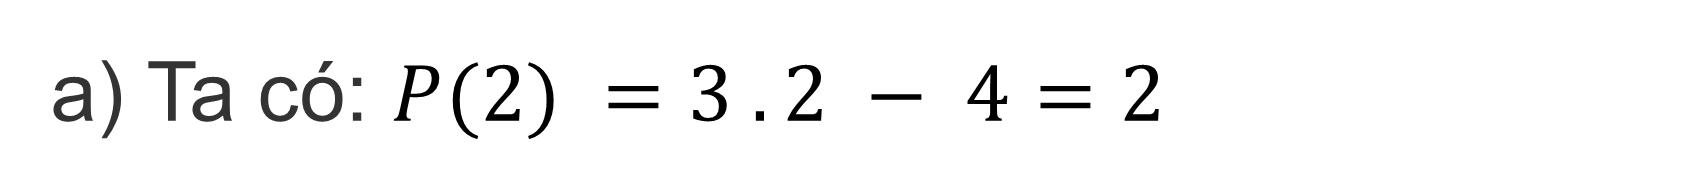 a) Ta có: P(2) = 3 . 2 − 4 = 2